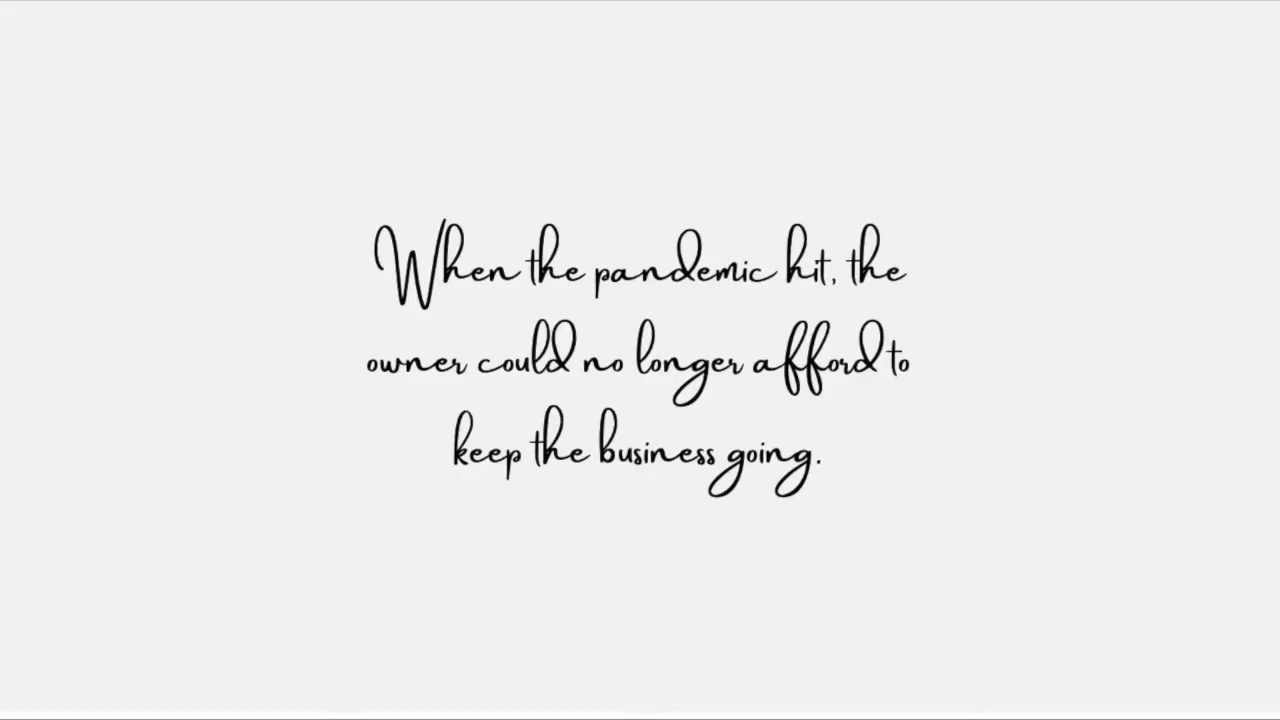 When the pandemic hit, the
owner could no longer afford to
keep the business going.